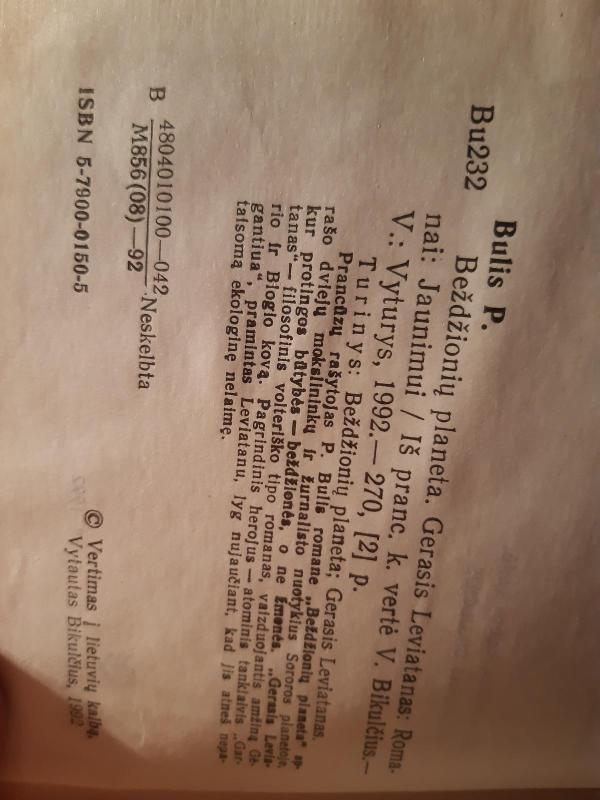 Bulis P.
Bu232 Beždžionių planeta. Gerasis Leviatanas: Roma-
nai: Jaunimui / Iš pranc. k. vertė V. Bikulčius.—
V.: Vyturys, 1992.— 270, [2] p.
Turinys: Beždžionių planeta; Gerasis Leviatanas.
Prancūzų rašytojas P. Bulis romane „Beždžionių planeta“ ap-
rašo dviejų mokslininkų ir žurnalisto nuotykius Sororos planetoje,
kur protingos būtybės — beždžionės, o ne žmonės. „Gerasis Levia-
tanas“ — filosofinis volteriško tipo romanas, vaizduojantis amžiną Gė-
rio ir Blogio kovą. Pagrindinis herojus — atominis tanklaivis „Gar-
gantiua“, pramintas Leviatanu, lyg nujaučiant, kad jis atneš nepa-
taisomą ekologinę nelaimę.
B 4804010100—042 Neskelbta
M856(08)—92
ISBN 5-7900-0150-5
© Vertimas į lietuvių kalbą,
Vytautas Bikulčius, 1992